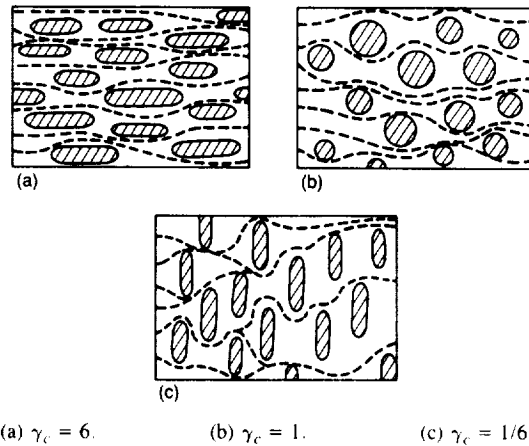 (a)
(b)
(c)
(a) γc = 6.
(b) γc = 1.
(c) γc = 1/6